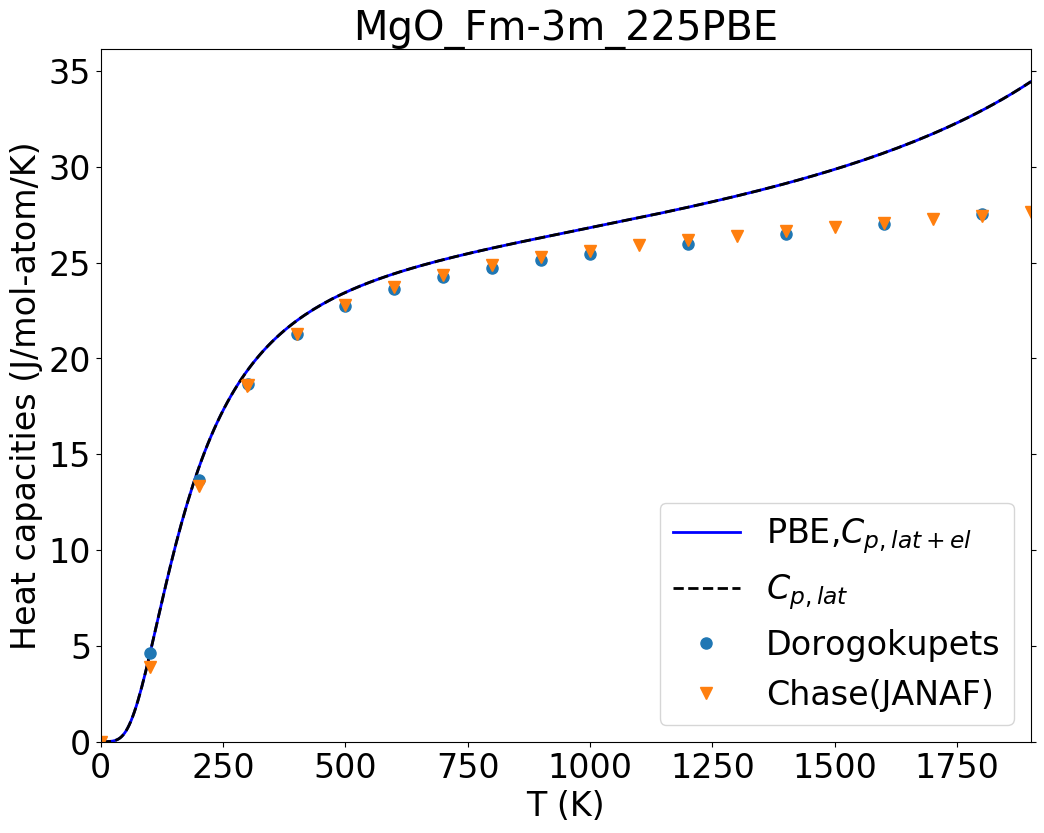 MgO_Fm-3m_225PBE
Heat capacities (J/mol-atom/K)
35
30
25
20
15
10
5
0
PBE,$C_{p, lat+el}$
$C_{p, lat}$
Dorogokupets
Chase(JANAF)
0 250 500 750 1000 1250 1500 1750
T (K)